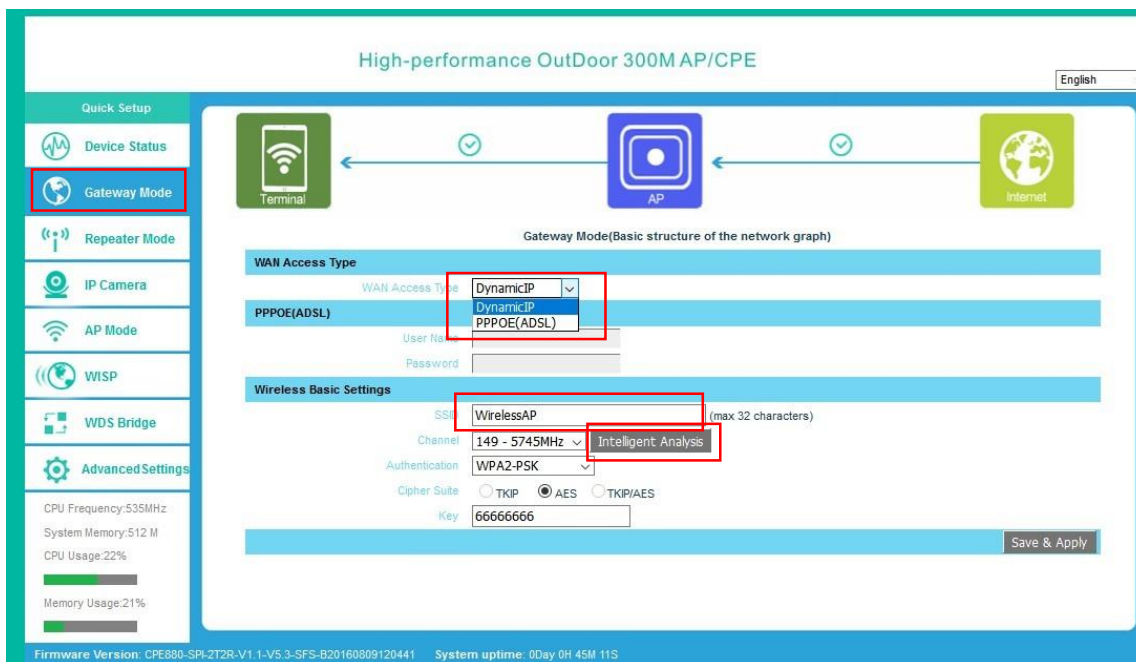 High-performance OutDoor 300M AP/CPE
English
Quick Setup
Device Status
Gateway Mode
Repeater Mode
IP Camera
AP Mode
WISP
WDS Bridge
AdvancedSettings
CPU Frequency:535MHz
System Memory:512 M
CPU Usage:22%
Memory Usage:21%
Terminal
AP
Internet
Gateway Mode(Basic structure of the network graph)
WAN Access Type
WAN Access Type DynamicIP
DynamicIP
PPPOE(ADSL)
PPPOE(ADSL)
User Name
Password
Wireless Basic Settings
SSID WirelessAP (max 32 characters)
Channel 149 - 5745MHz Intelligent Analysis
Authentication WPA2-PSK
Cipher Suite TKIP AES TKIP/AES
Key 66666666
Save & Apply
Firmware Version: CPE880-SPI-2T2R-V1.1-V5.3-SFS-B20160809120441 System uptime: 0Day 0H 45M 11S